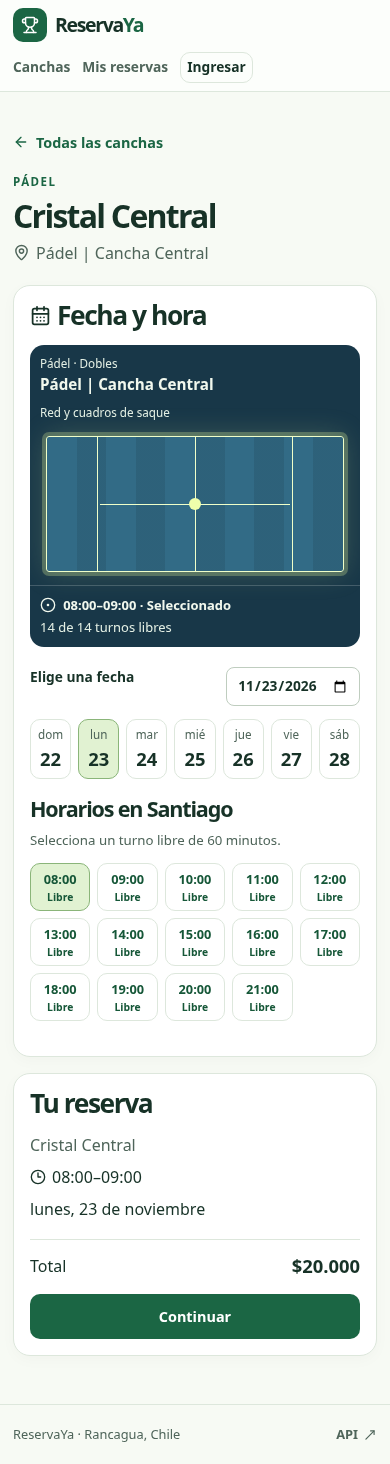 ReservaYa
Canchas Mis reservas Ingresar
← Todas las canchas
PÁDEL
Cristal Central
Pádel | Cancha Central
Fecha y hora
Pádel · Dobles
Pádel | Cancha Central
Red y cuadros de saque
08:00–09:00 · Seleccionado
14 de 14 turnos libres
Elige una fecha 11/23/2026
dom lun mar mié jue vie sáb
22 23 24 25 26 27 28
Horarios en Santiago
Selecciona un turno libre de 60 minutos.
08:00 09:00 10:00 11:00 12:00
Libre Libre Libre Libre Libre
13:00 14:00 15:00 16:00 17:00
Libre Libre Libre Libre Libre
18:00 19:00 20:00 21:00
Libre Libre Libre Libre
Tu reserva
Cristal Central
08:00–09:00
lunes, 23 de noviembre
Total $20.000
Continuar
ReservaYa · Rancagua, Chile API ↗